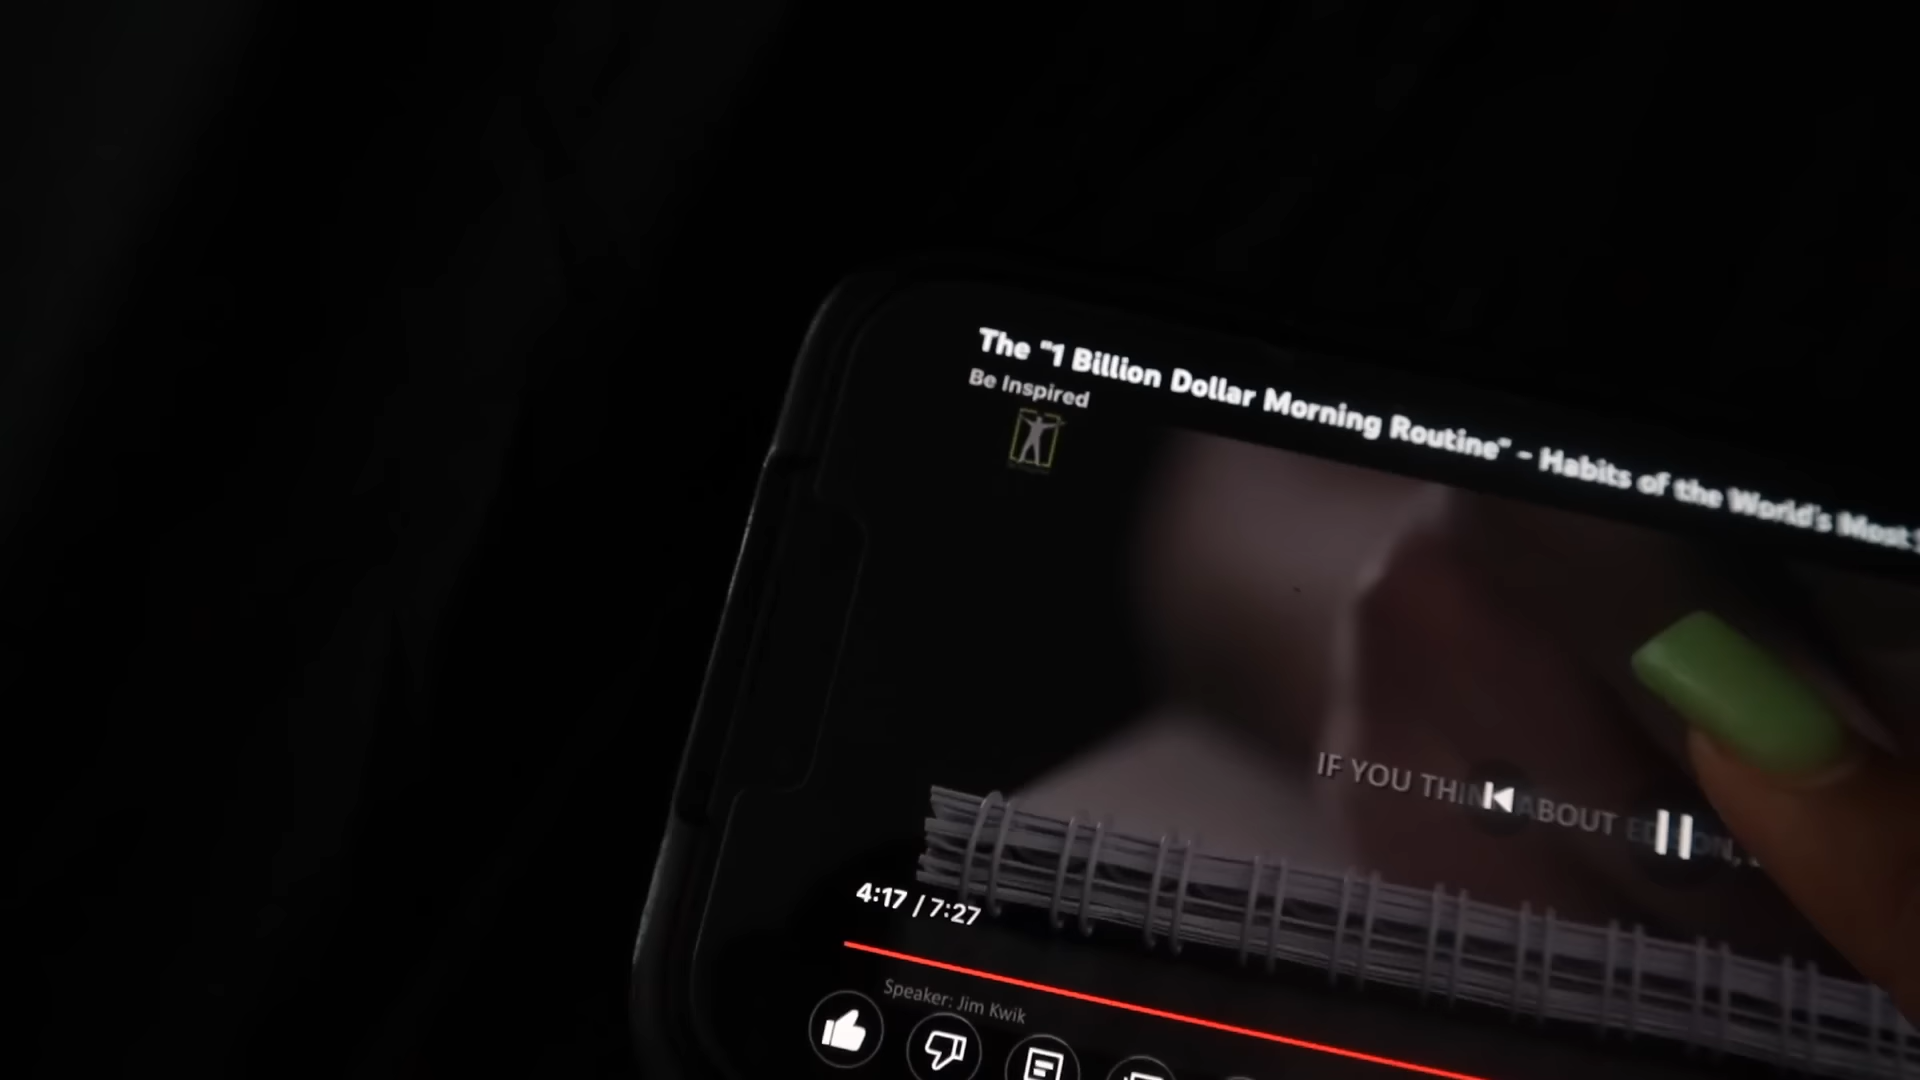 The "1 Billion Dollar Morning Routine" - Habits of the World's Most
Be Inspired
IF YOU THINK ABOUT
4:17 / 7:27
Speaker: Jim Kwik